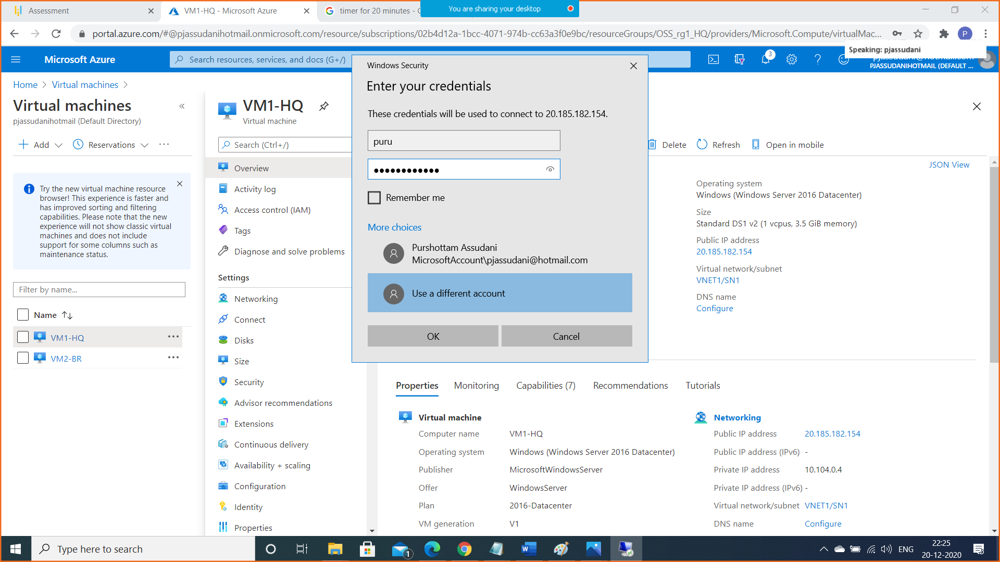 Assessment
VM1-HQ - Microsoft Azure
timer for 20 minutes -
You are sharing your desktop
portal.azure.com/#@pjassudanihotmail.onmicrosoft.com/resource/subscriptions/02b4d12a-1bcc-4071-974b-cc63a3f0e9bc/resourceGroups/OSS_rg1_HQ/providers/Microsoft.Compute/virtualMac...
P
Speaking: pjassudani
Microsoft Azure
Search resources, services, and docs (G+/)
3
PJASSUDANIHOTMAIL (DEFAULT ...
Home > Virtual machines >
Virtual machines
pjassudanihotmail (Default Directory)
Add
Reservations
Try the new virtual machine resource
browser! This experience is faster and
has improved sorting and filtering
capabilities. Please note that the new
experience will not show classic virtual
machines and does not include
support for some columns such as
maintenance status.
Filter by name...
Name
VM1-HQ
VM2-BR
VM1-HQ
Virtual machine
Search (Ctrl+/)
Overview
Activity log
Access control (IAM)
Tags
Diagnose and solve problems
Settings
Networking
Connect
Disks
Size
Security
Advisor recommendations
Extensions
Continuous delivery
Availability + scaling
Configuration
Identity
Properties
Windows Security
Enter your credentials
These credentials will be used to connect to 20.185.182.154.
puru
Remember me
More choices
Purshottam Assudani
MicrosoftAccount\pjassudani@hotmail.com
Use a different account
OK
Cancel
Delete
Refresh
Open in mobile
JSON View
Operating system
Windows (Windows Server 2016 Datacenter)
Size
Standard DS1 v2 (1 vcpus, 3.5 GiB memory)
Public IP address
20.185.182.154
Virtual network/subnet
VNET1/SN1
DNS name
Configure
Properties
Monitoring
Capabilities (7)
Recommendations
Tutorials
Virtual machine
Computer name VM1-HQ
Operating system Windows (Windows Server 2016 Datacenter)
Publisher MicrosoftWindowsServer
Offer WindowsServer
Plan 2016-Datacenter
VM generation V1
Networking
Public IP address 20.185.182.154
Public IP address (IPv6) -
Private IP address 10.104.0.4
Private IP address (IPv6) -
Virtual network/subnet VNET1/SN1
DNS name Configure
Type here to search
1
ENG
22:25
20-12-2020